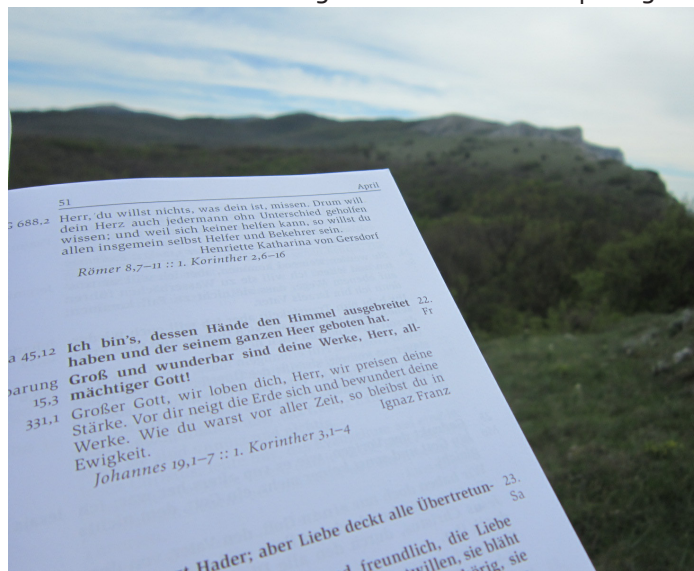 51 April
G 688,2 Herr, du willst nichts, was dein ist, missen. Drum will
dein Herz auch jedermann ohn Unterschied geholfen
wissen; und weil sich keiner helfen kann, so willst du
allen insgemein selbst Helfer und Bekehrer sein.
Henriette Katharina von Gersdorf
Römer 8,7–11 :: 1. Korinther 2,6–16
a 45,12 Ich bin's, dessen Hände den Himmel ausgebreitet 22.
haben und der seinem ganzen Heer geboten hat. Fr
barung Groß und wunderbar sind deine Werke, Herr, all-
15,3 mächtiger Gott!
331,1 Großer Gott, wir loben dich, Herr, wir preisen deine
Stärke. Vor dir neigt die Erde sich und bewundert deine
Werke. Wie du warst vor aller Zeit, so bleibst du in
Ewigkeit. Ignaz Franz
Johannes 19,1–7 :: 1. Korinther 3,1–4
Hader; aber Liebe deckt alle Übertretun- 23.
Sa
freundlich, die Liebe
willen, sie bläht
sie